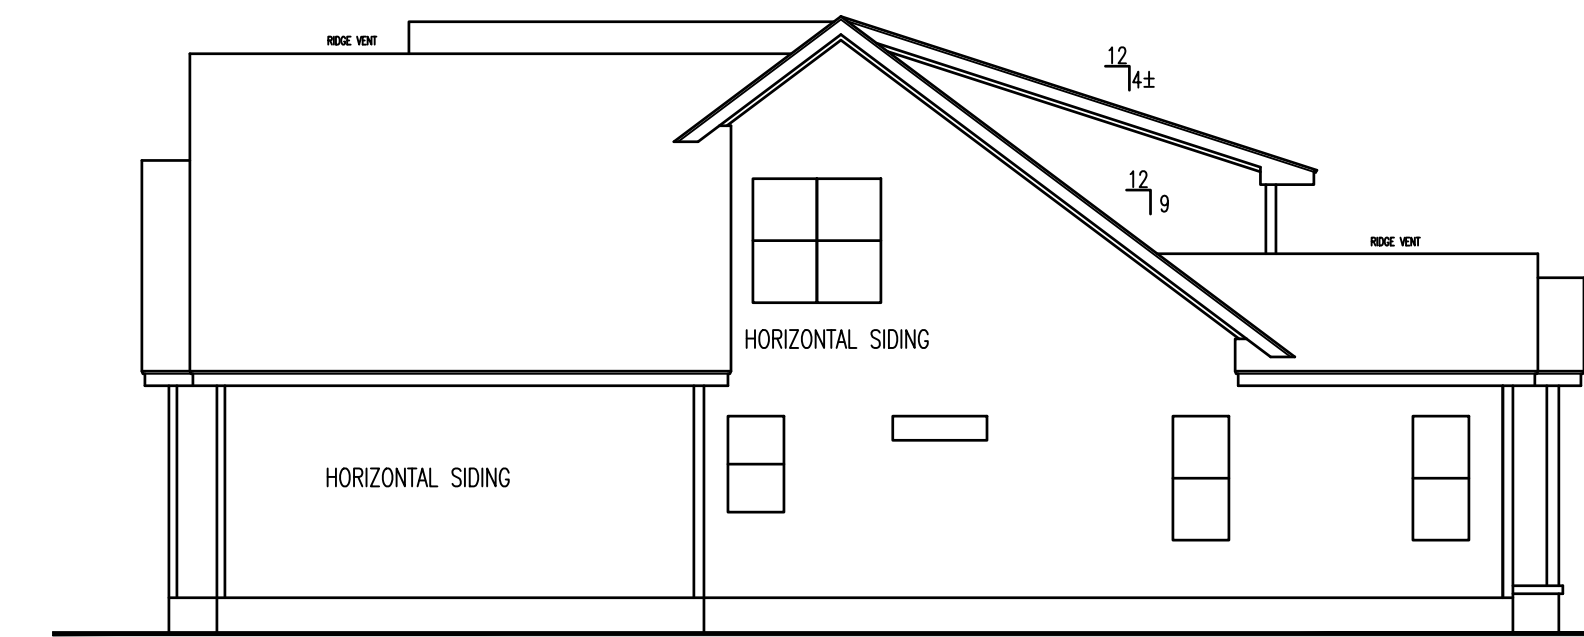 RIDGE VENT
12
4±
12
9
RIDGE VENT
HORIZONTAL SIDING
HORIZONTAL SIDING